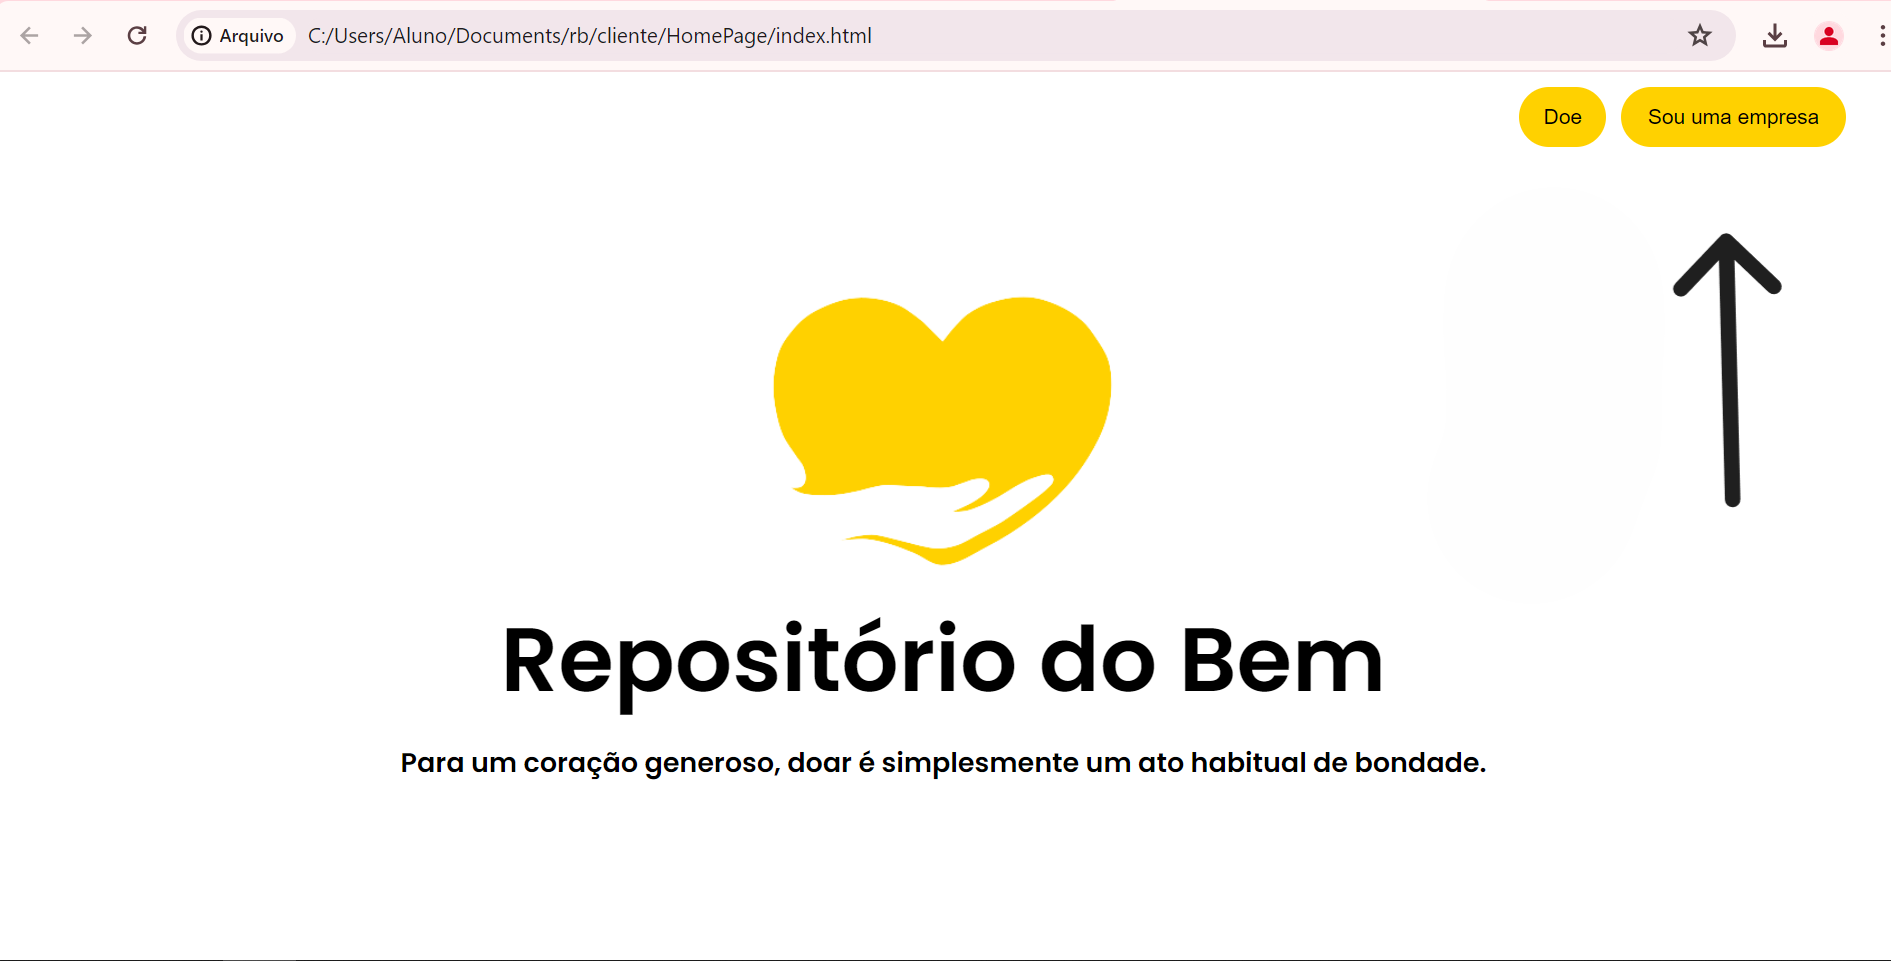 Arquivo C:/Users/Aluno/Documents/rb/cliente/HomePage/index.html
Doe Sou uma empresa
Repositório do Bem
Para um coração generoso, doar é simplesmente um ato habitual de bondade.